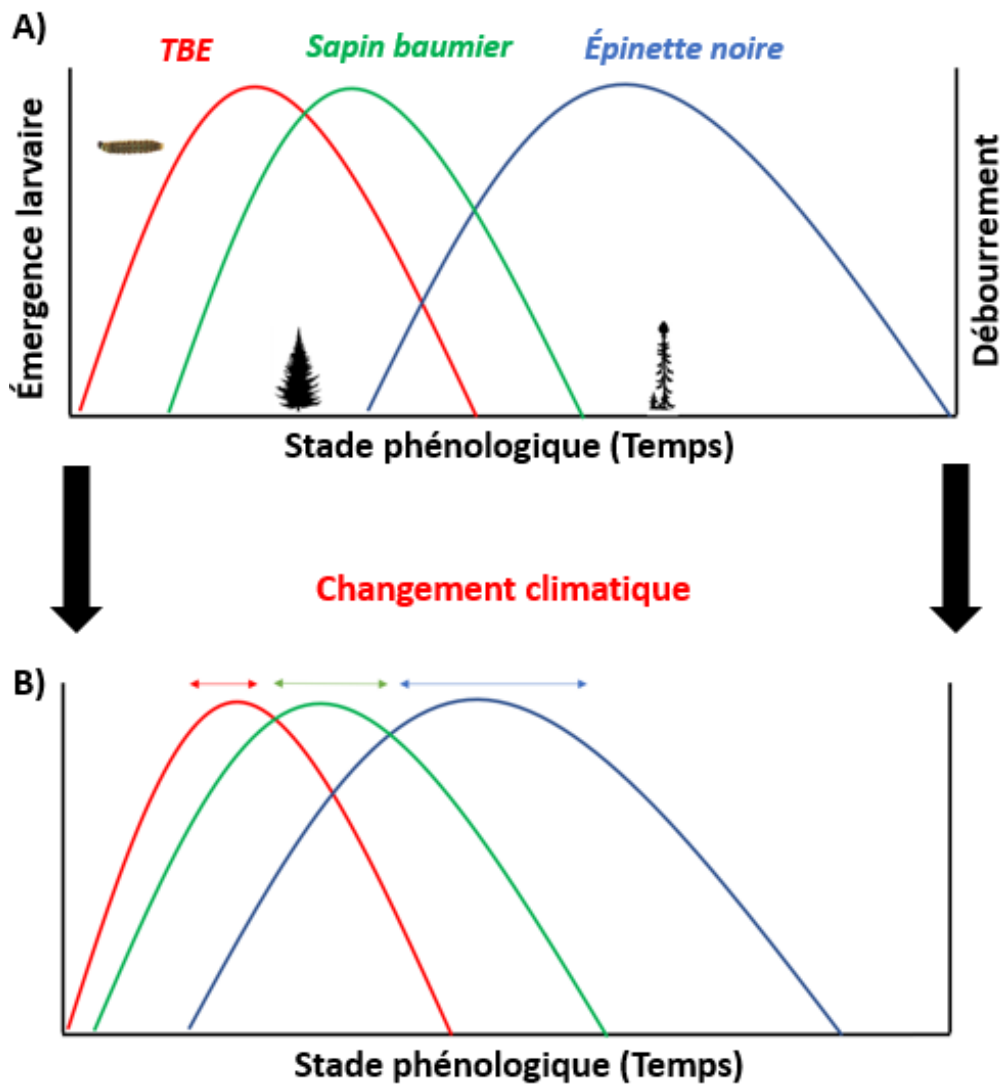 A)
TBE
Sapin baumier
Épinette noire
Émergence larvaire
Débourrement
Stade phénologique (Temps)
Changement climatique
B)
Stade phénologique (Temps)